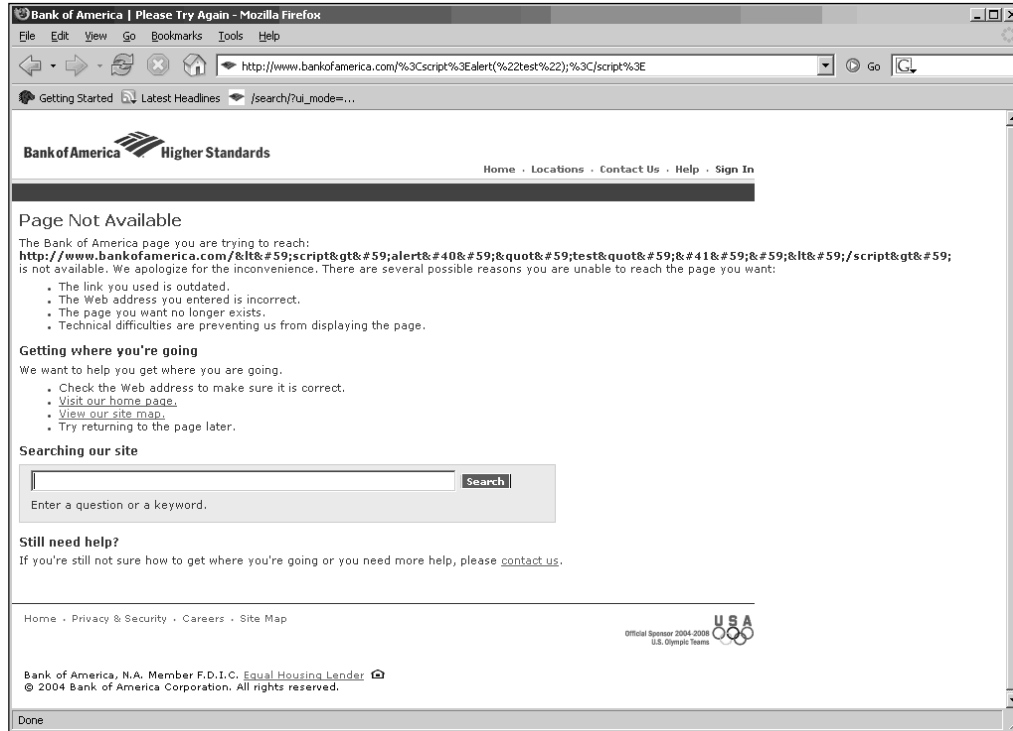 Bank of America | Please Try Again - Mozilla Firefox
File Edit View Go Bookmarks Tools Help
http://www.bankofamerica.com/%3Cscript%3Ealert(%22test%22);%3C/script%3E Go G
Getting Started Latest Headlines /search/?ui_mode=...
Bank of America Higher Standards
Home · Locations · Contact Us · Help · Sign In
Page Not Available
The Bank of America page you are trying to reach:
http://www.bankofamerica.com/&lt&#59;script&gt&#59;alert&#40&#59;&quot&#59;test&quot&#59;&#41&#59;&#59;&lt&#59;/script&gt&#59;
is not available. We apologize for the inconvenience. There are several possible reasons you are unable to reach the page you want:
• The link you used is outdated.
• The Web address you entered is incorrect.
• The page you want no longer exists.
• Technical difficulties are preventing us from displaying the page.
Getting where you're going
We want to help you get where you are going.
• Check the Web address to make sure it is correct.
• Visit our home page.
• View our site map.
• Try returning to the page later.
Searching our site
Search
Enter a question or a keyword.
Still need help?
If you're still not sure how to get where you're going or you need more help, please contact us.
Home · Privacy & Security · Careers · Site Map
USA
Official Sponsor 2004-2008
U.S. Olympic Teams
Bank of America, N.A. Member F.D.I.C. Equal Housing Lender
© 2004 Bank of America Corporation. All rights reserved.
Done